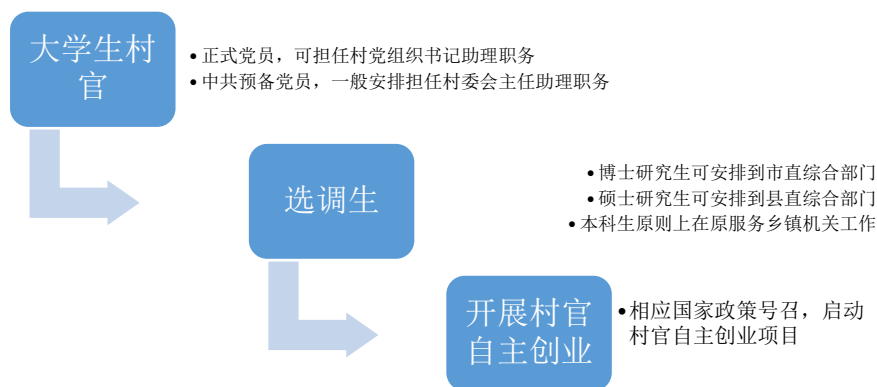 大学生村
官
•正式党员，可担任村党组织书记助理职务
•中共预备党员，一般安排担任村委会主任助理职务
选调生
•博士研究生可安排到市直综合部门
•硕士研究生可安排到县直综合部门
•本科生原则上在原服务乡镇机关工作
开展村官
自主创业
•相应国家政策号召，启动
村官自主创业项目